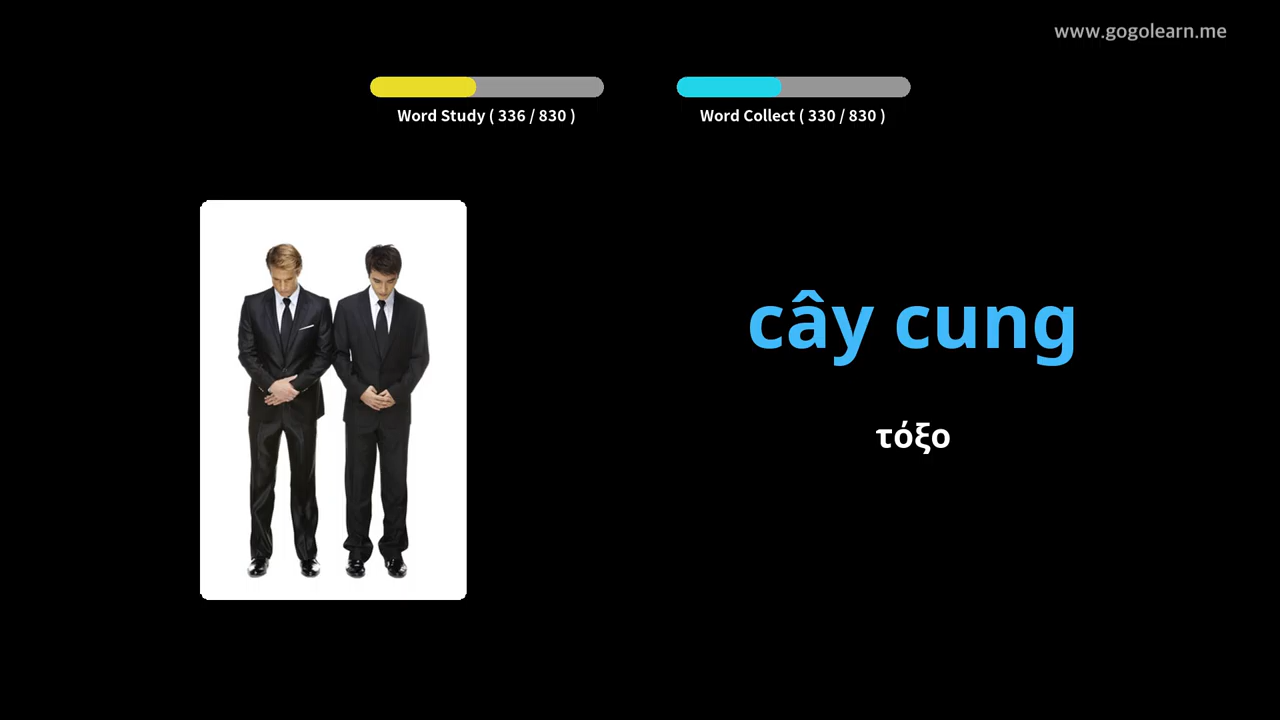 www.gogolearn.me
Word Study ( 336 / 830 )
Word Collect ( 330 / 830 )
cây cung
τόξο